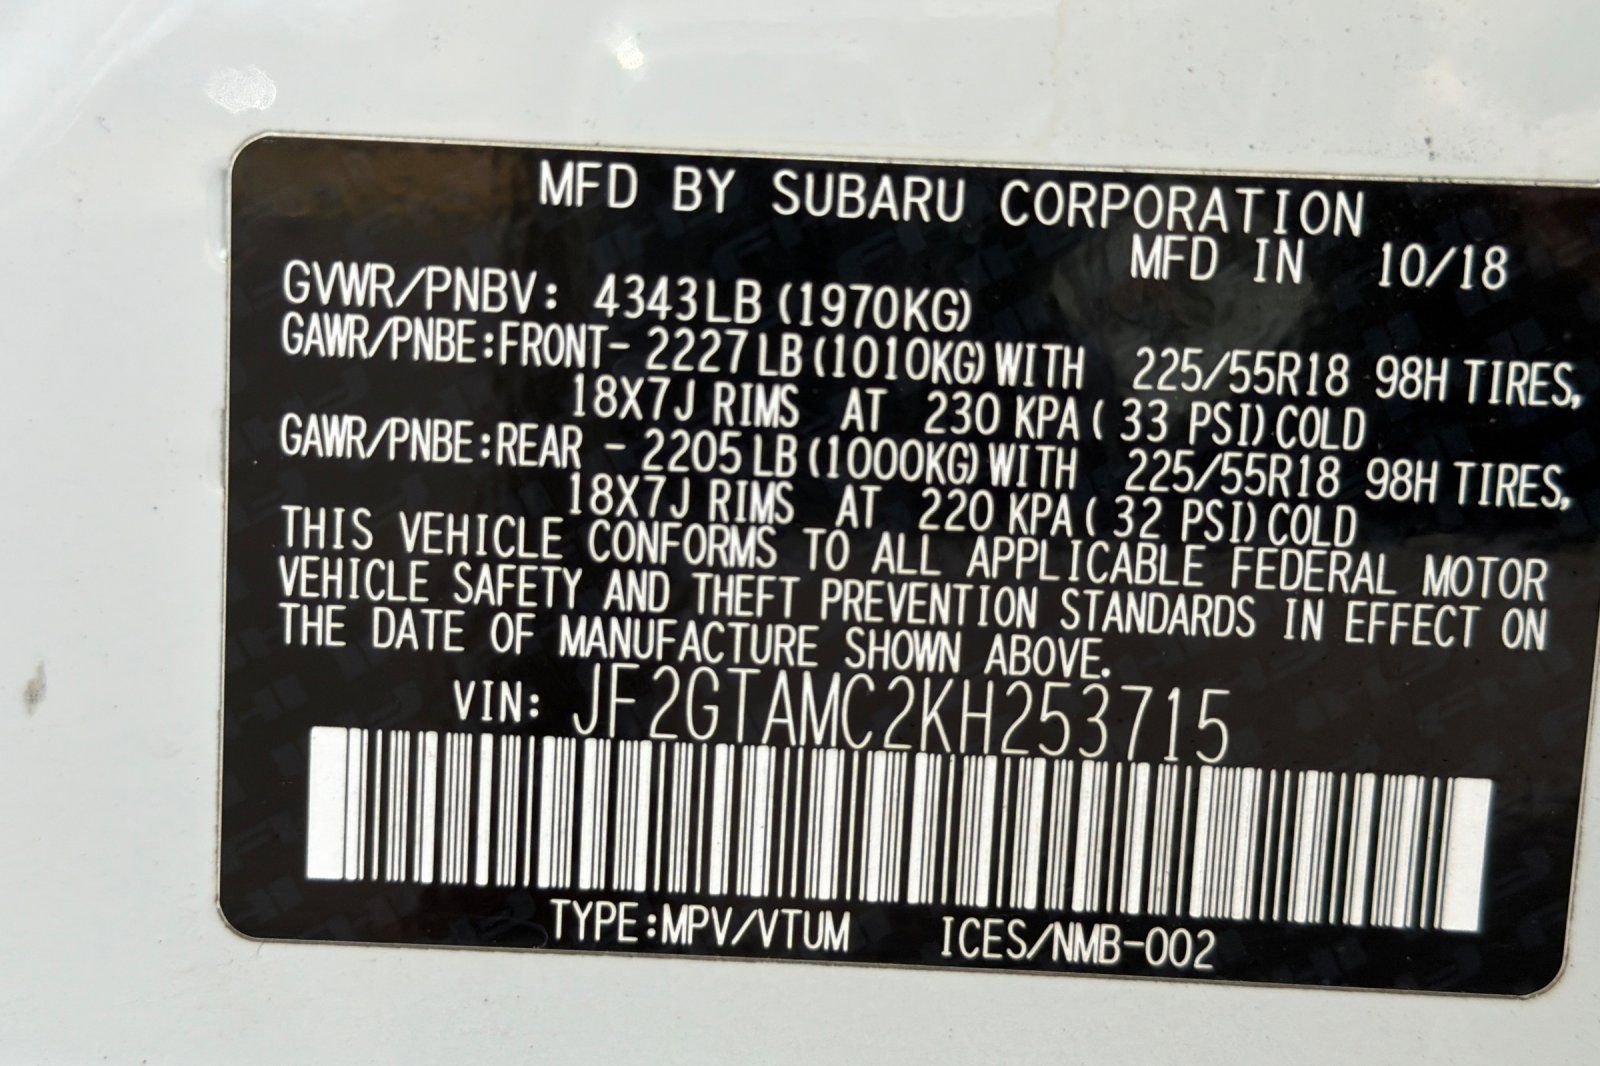 MFD BY SUBARU CORPORATION
MFD IN 10/18
GVWR/PNBV: 4343LB (1970KG)
GAWR/PNBE:FRONT- 2227LB(1010KG)WITH 225/55R18 98H TIRES,
18X7J RIMS AT 230 KPA( 33 PSI)COLD
GAWR/PNBE:REAR - 2205LB(1000KG)WITH 225/55R18 98H TIRES,
18X7J RIMS AT 220 KPA( 32 PSI)COLD
THIS VEHICLE CONFORMS TO ALL APPLICABLE FEDERAL MOTOR
VEHICLE SAFETY AND THEFT PREVENTION STANDARDS IN EFFECT ON
THE DATE OF MANUFACTURE SHOWN ABOVE.
VIN: JF2GTAMC2KH253715
TYPE:MPV/VTUM ICES/NMB-002